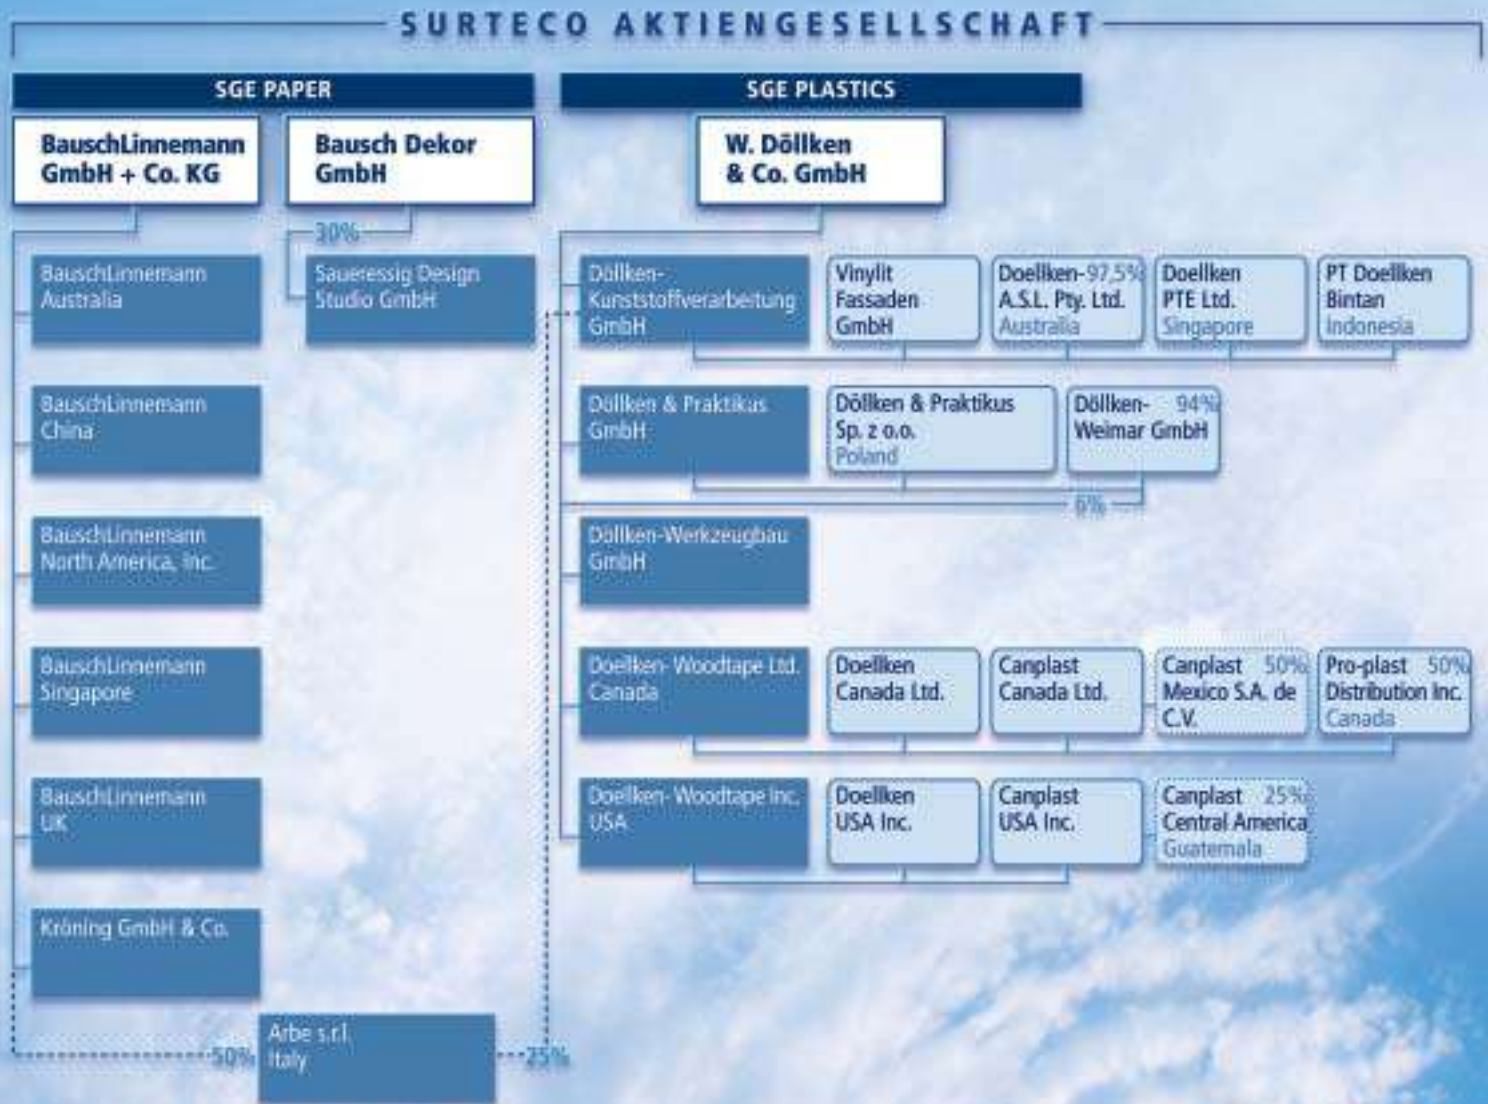 SURTECO AKTIENGESELLSCHAFT
SGE PAPER
SGE PLASTICS
BauschLinnemann
GmbH + Co. KG
Bausch Dekor
GmbH
W. Döllken
& Co. GmbH
30%
BauschLinnemann
Australia
Saueressig Design
Studio GmbH
Döllken-
Kunststoffverarbeitung
GmbH
Vinylit
Fassaden
GmbH
Doellken- 97,5%
A.S.L. Pty. Ltd.
Australia
Doellken
PTE Ltd.
Singapore
PT Doellken
Bintan
Indonesia
BauschLinnemann
China
Döllken & Praktikus
GmbH
Döllken & Praktikus
Sp. z o.o.
Poland
Döllken- 94%
Weimar GmbH
6%
BauschLinnemann
North America, Inc.
Döllken-Werkzeugbau
GmbH
BauschLinnemann
Singapore
Doellken- Woodtape Ltd.
Canada
Doellken
Canada Ltd.
Canplast
Canada Ltd.
Canplast 50%
Mexico S.A. de
C.V.
Pro-plast 50%
Distribution Inc.
Canada
BauschLinnemann
UK
Doellken- Woodtape Inc.
USA
Doellken
USA Inc.
Canplast
USA Inc.
Canplast 25%
Central America
Guatemala
Kröning GmbH & Co.
Arbe s.r.l.
Italy
50%
25%